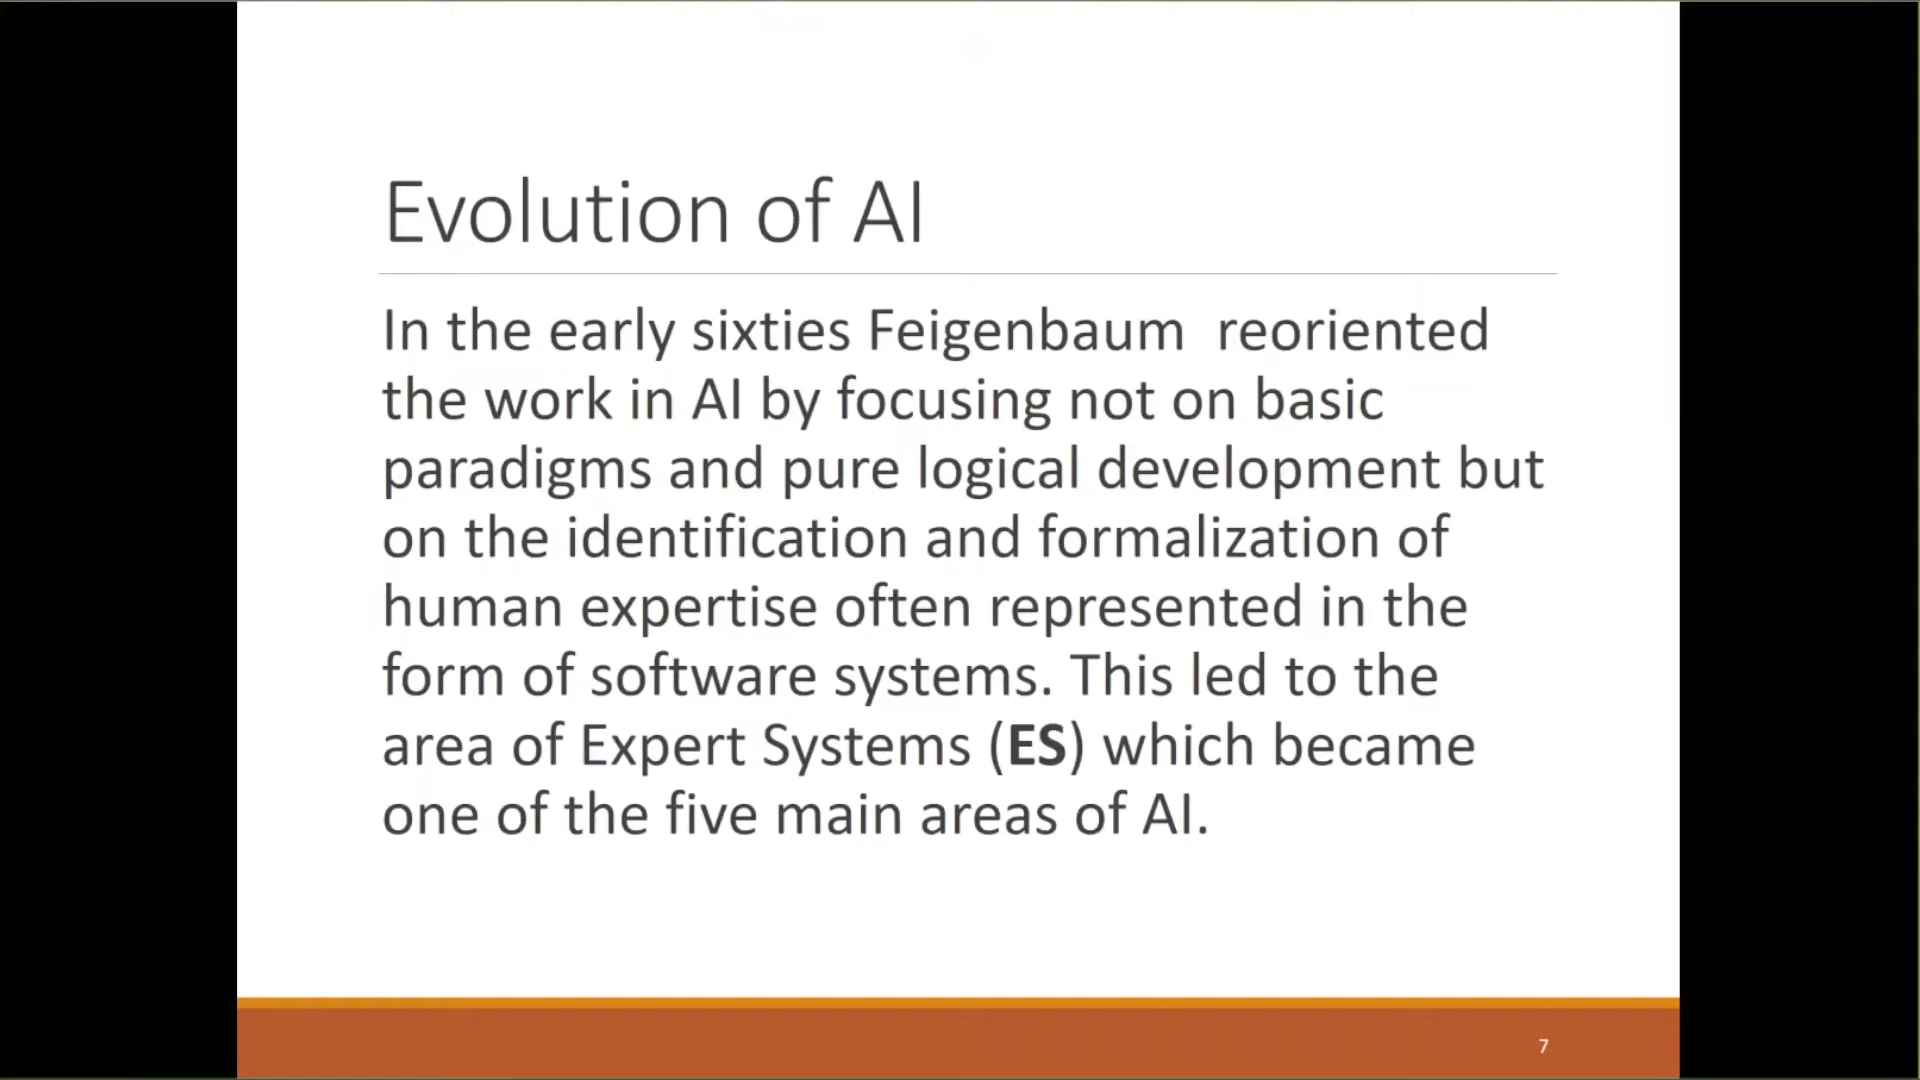 Evolution of AI
In the early sixties Feigenbaum  reoriented
the work in AI by focusing not on basic
paradigms and pure logical development but
on the identification and formalization of
human expertise often represented in the
form of software systems. This led to the
area of Expert Systems (ES) which became
one of the five main areas of AI.
7